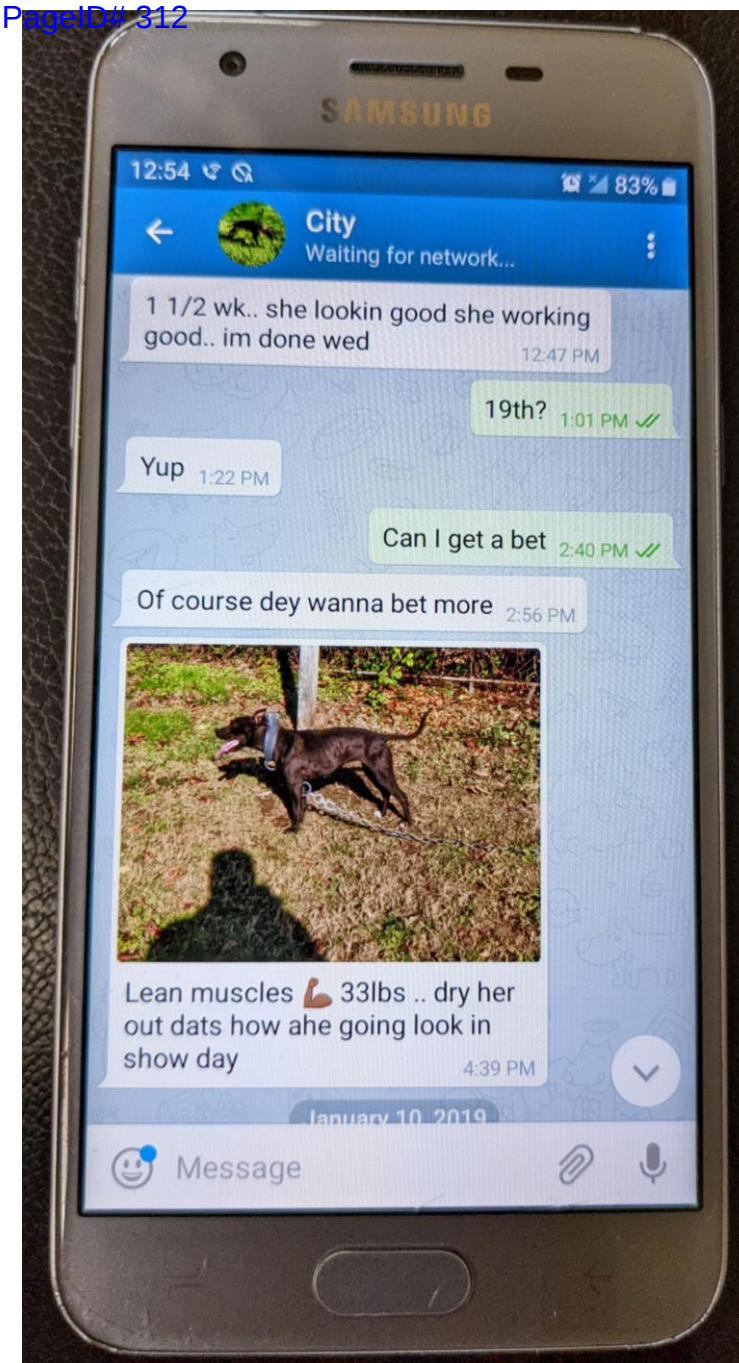 PageID# 312
SAMSUNG
12:54
83%
City
Waiting for network...
1 1/2 wk.. she lookin good she working
good.. im done wed
12:47 PM
19th? 1:01 PM
Yup 1:22 PM
Can I get a bet 2:40 PM
Of course dey wanna bet more 2:56 PM
Lean muscles 💪🏾 33lbs .. dry her
out dats how ahe going look in
show day
4:39 PM
January 10, 2019
Message